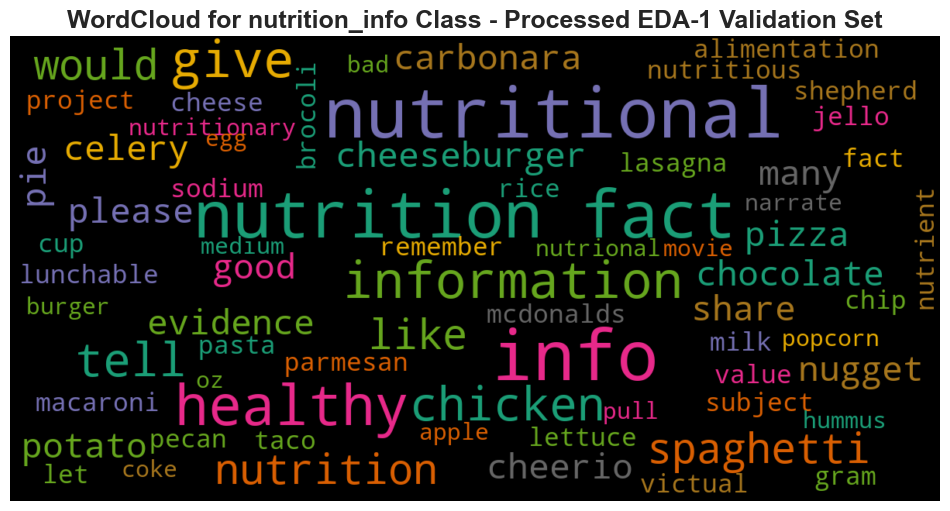 WordCloud for nutrition_info Class - Processed EDA-1 Validation Set
would give bad carbonara alimentation
nutritious
project cheese brocoli nutritional shepherd
nutritionary jello
celery egg cheeseburger lasagna many fact
pie sodium rice
please nutrition fact narrate nutrient
cup medium remember nutrional movie pizza
lunchable good information chocolate
burger evidence mcdonalds share chip
tell pasta like info milk popcorn
parmesan value nugget
macaroni oz healthy chicken pull subject
hummus
potato pecan taco apple lettuce spaghetti
let coke nutrition cheerio victual gram